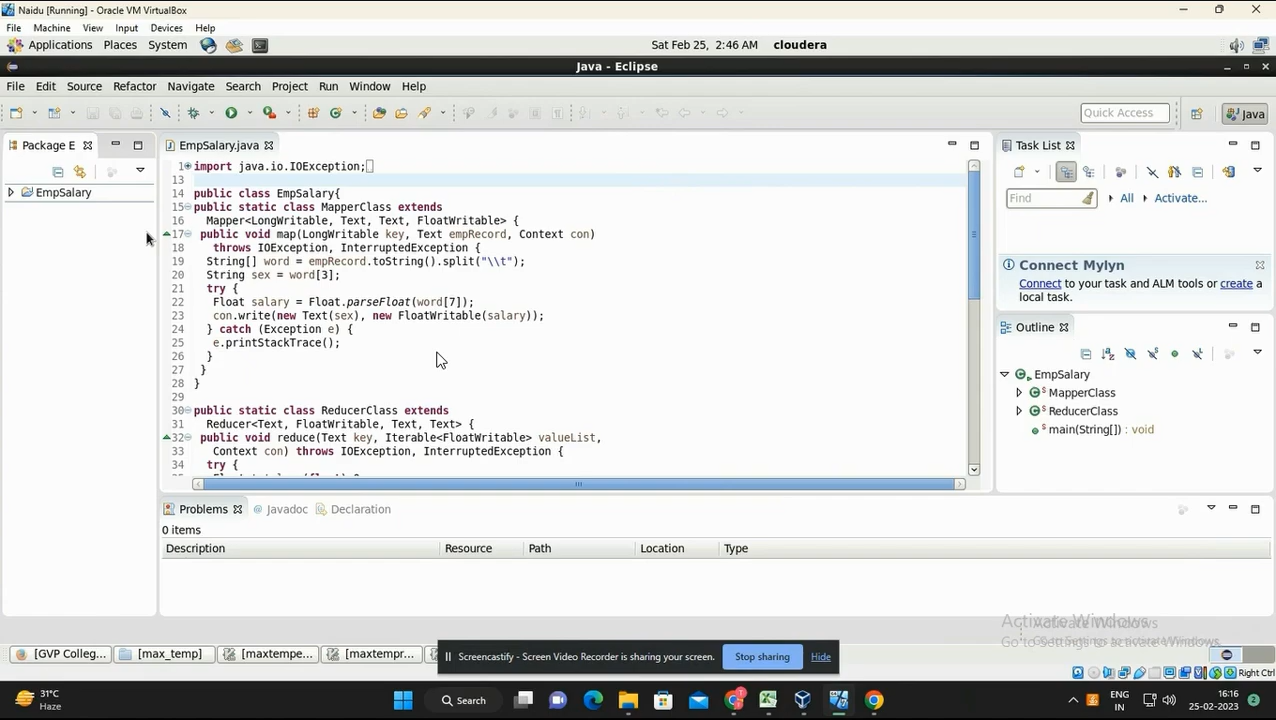 Naidu [Running] - Oracle VM VirtualBox
File Machine View Input Devices Help
Applications Places System Sat Feb 25, 2:46 AM cloudera
Java - Eclipse
File Edit Source Refactor Navigate Search Project Run Window Help
Quick Access Java
Package E
EmpSalary
EmpSalary.java
1 import java.io.IOException;
13
14 public class EmpSalary{
15 public static class MapperClass extends
16 Mapper<LongWritable, Text, Text, FloatWritable> {
17 public void map(LongWritable key, Text empRecord, Context con)
18 throws IOException, InterruptedException {
19 String[] word = empRecord.toString().split("\\t");
20 String sex = word[3];
21 try {
22 Float salary = Float.parseFloat(word[7]);
23 con.write(new Text(sex), new FloatWritable(salary));
24 } catch (Exception e) {
25 e.printStackTrace();
26 }
27 }
28 }
29
30 public static class ReducerClass extends
31 Reducer<Text, FloatWritable, Text, Text> {
32 public void reduce(Text key, Iterable<FloatWritable> valueList,
33 Context con) throws IOException, InterruptedException {
34 try {
Task List
Find All Activate...
Connect Mylyn
Connect to your task and ALM tools or create a
local task.
Outline
EmpSalary
MapperClass
ReducerClass
main(String[]) : void
Problems Javadoc Declaration
0 items
Description Resource Path Location Type
Activate Windows
Go to Settings to activate Windows.
[GVP Colleg... [max_temp] [maxtempe... [maxtempr...
Screencastify - Screen Video Recorder is sharing your screen. Stop sharing Hide
Right Ctrl
31°C
Haze
Search
ENG
IN
16:16
25-02-2023
2